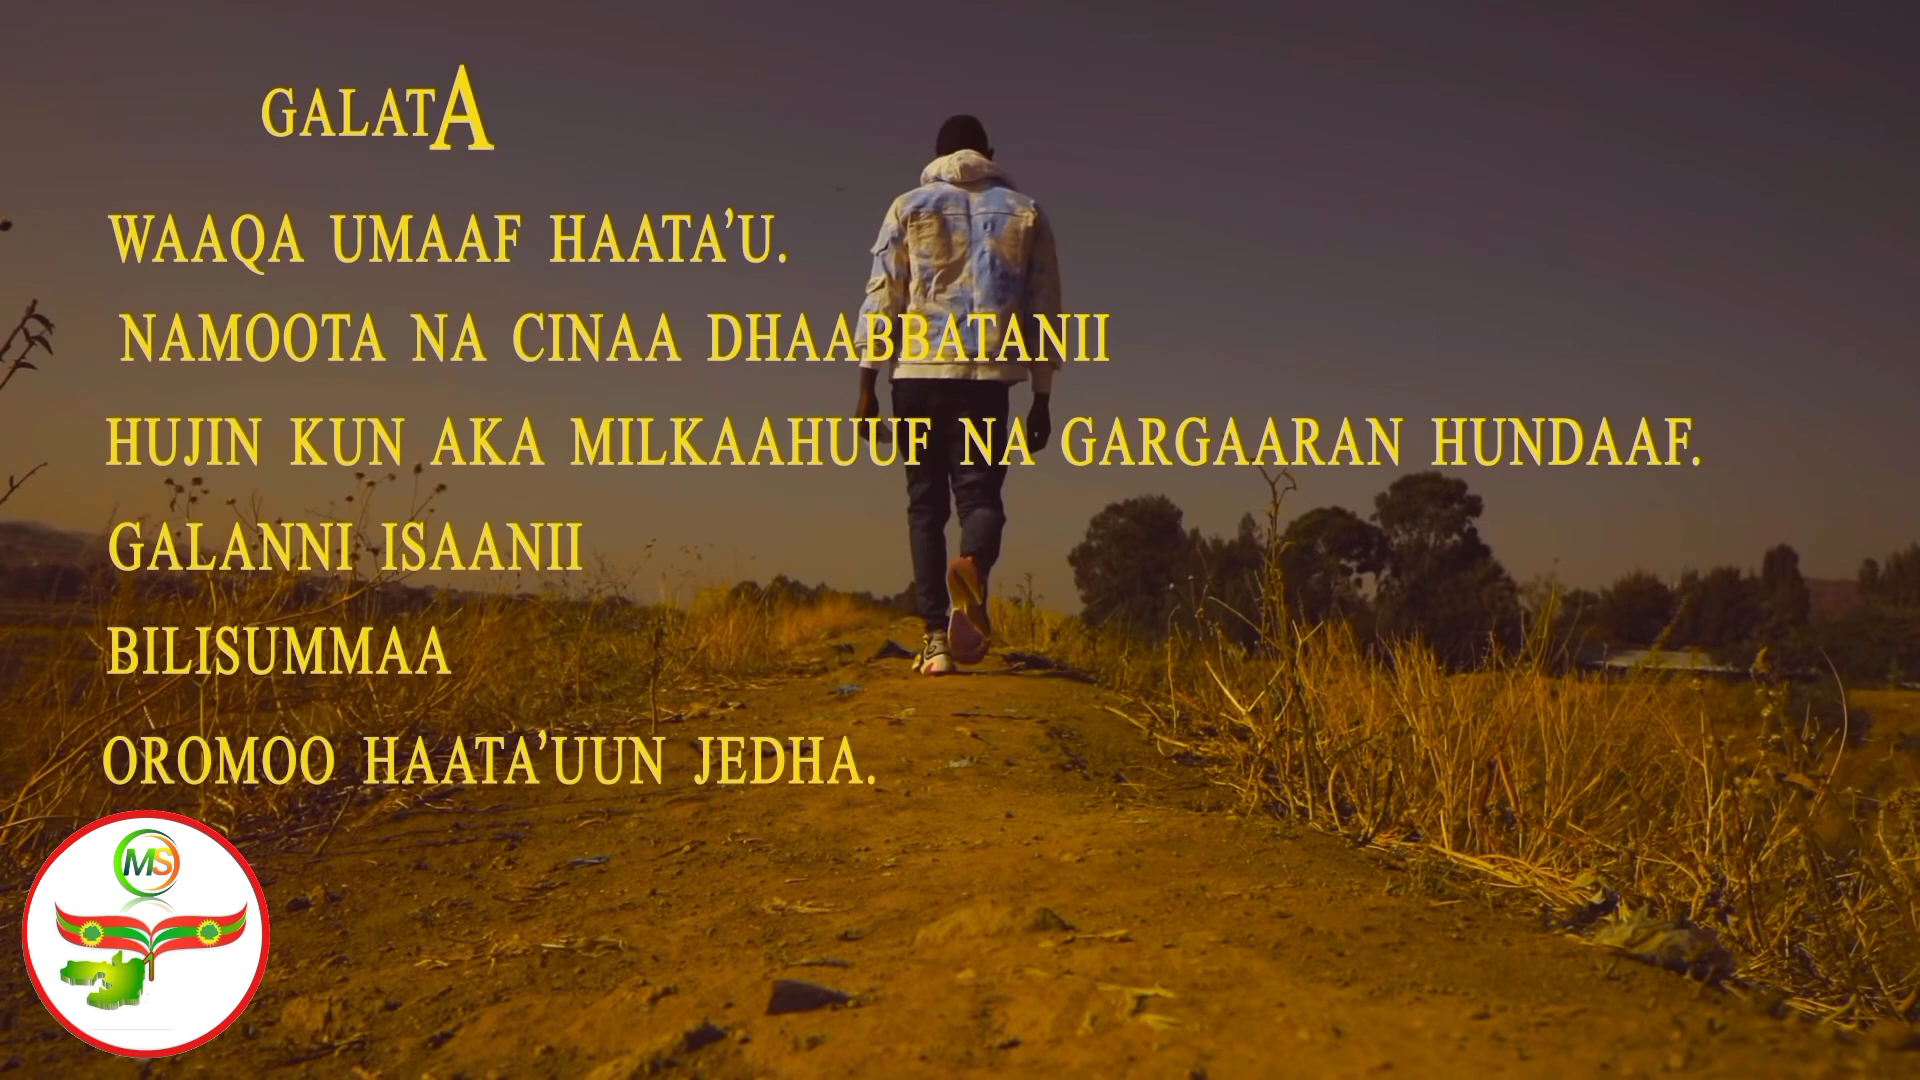 GALATA
WAAQA UMAAF HAATA’U.
NAMOOTA NA CINAA DHAABBATANII
HUJIN KUN AKA MILKAAHUUF NA GARGAARAN HUNDAAF.
GALANNI ISAANII
BILISUMMAA
OROMOO HAATA’UUN JEDHA.
MS